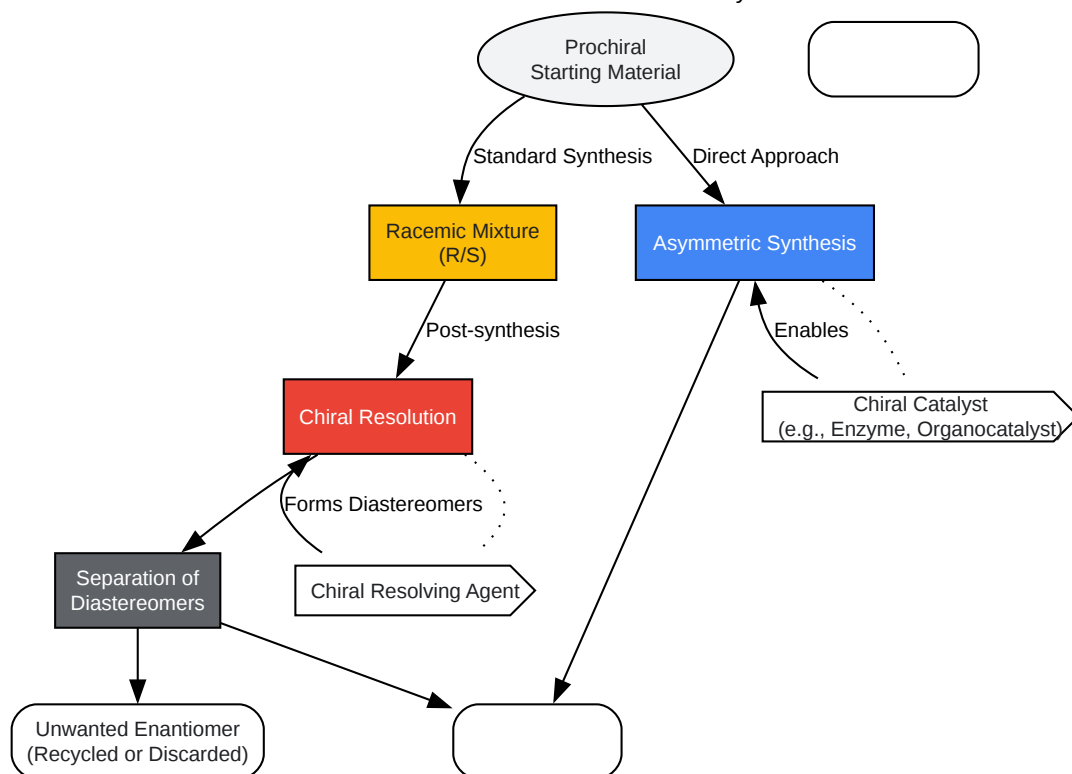 Prochiral
Starting Material
Standard Synthesis
Direct Approach
Racemic Mixture
(R/S)
Asymmetric Synthesis
Post-synthesis
Enables
Chiral Resolution
Chiral Catalyst
(e.g., Enzyme, Organocatalyst)
Forms Diastereomers
Separation of
Diastereomers
Chiral Resolving Agent
Unwanted Enantiomer
(Recycled or Discarded)